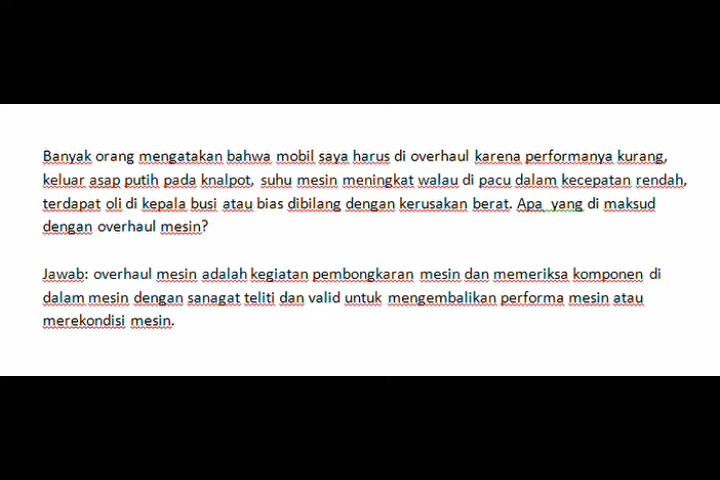 Banyak orang mengatakan bahwa mobil saya harus di overhaul karena performanya kurang,
keluar asap putih pada knalpot, suhu mesin meningkat walau di pacu dalam kecepatan rendah,
terdapat oli di kepala busi atau bias dibilang dengan kerusakan berat. Apa yang di maksud
dengan overhaul mesin?
Jawab: overhaul mesin adalah kegiatan pembongkaran mesin dan memeriksa komponen di
dalam mesin dengan sanagat teliti dan valid untuk mengembalikan performa mesin atau
merekondisi mesin.